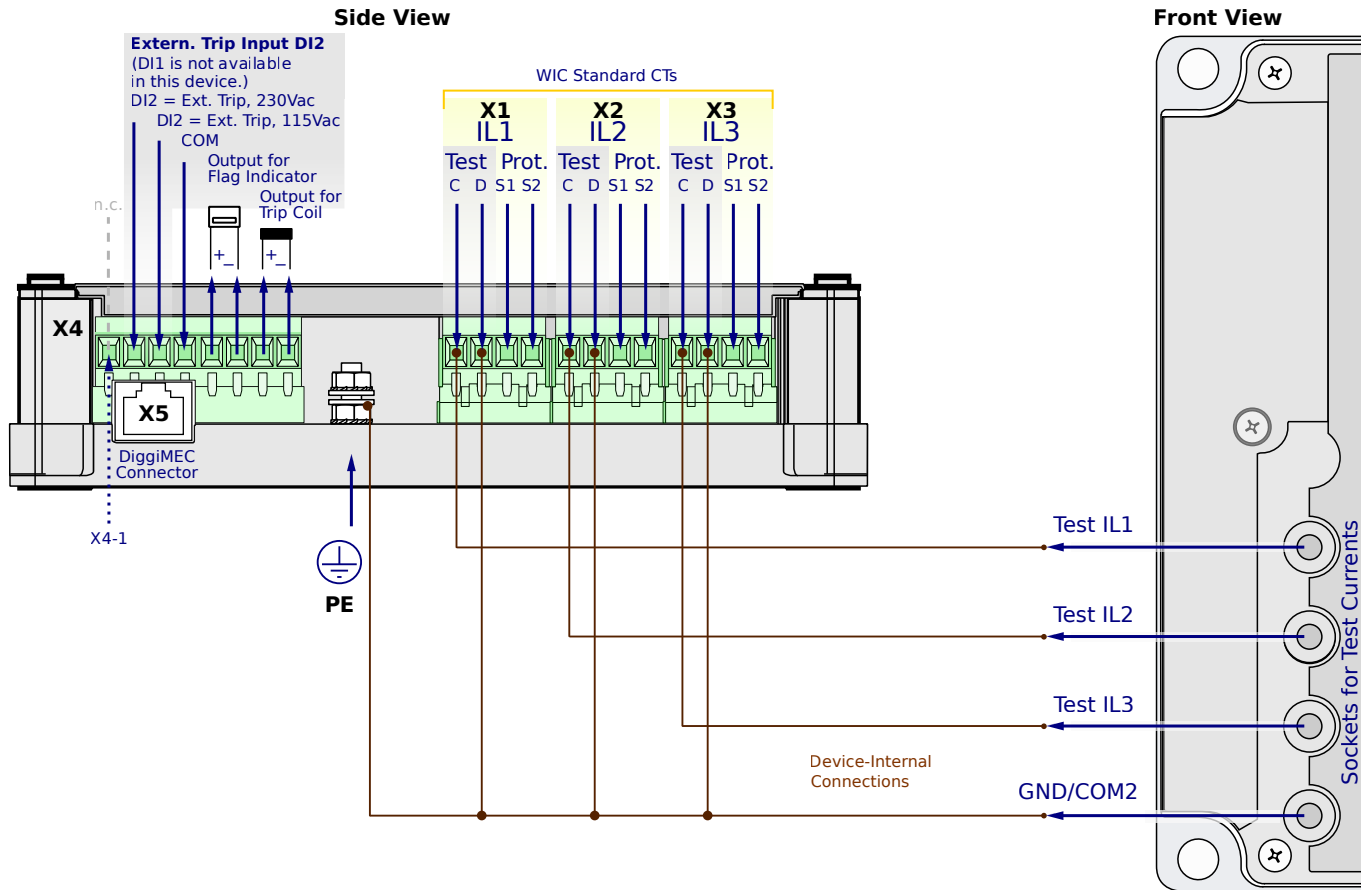 Side View
Front View
Extern. Trip Input DI2
(DI1 is not available
in this device.)
DI2 = Ext. Trip, 230Vac
DI2 = Ext. Trip, 115Vac
COM
Output for
Flag Indicator
Output for
Trip Coil
n.c.
+ −
+ −
WIC Standard CTs
X1 X2 X3
IL1 IL2 IL3
Test Prot. Test Prot. Test Prot.
C D S1 S2 C D S1 S2 C D S1 S2
X4
X5
DiggiMEC
Connector
X4-1
PE
Test IL1
Test IL2
Test IL3
Device-Internal
Connections
GND/COM2
Sockets for Test Currents